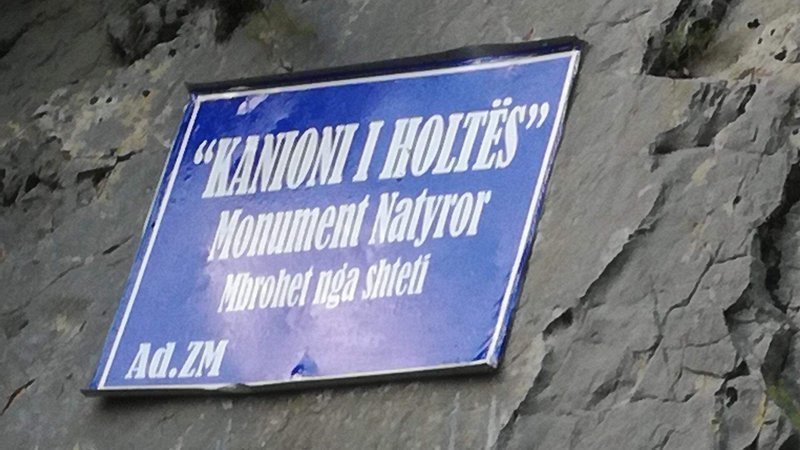 “KANIONI I HOLTËS”
Monument Natyror
Mbrohet nga shteti
Ad.ZM